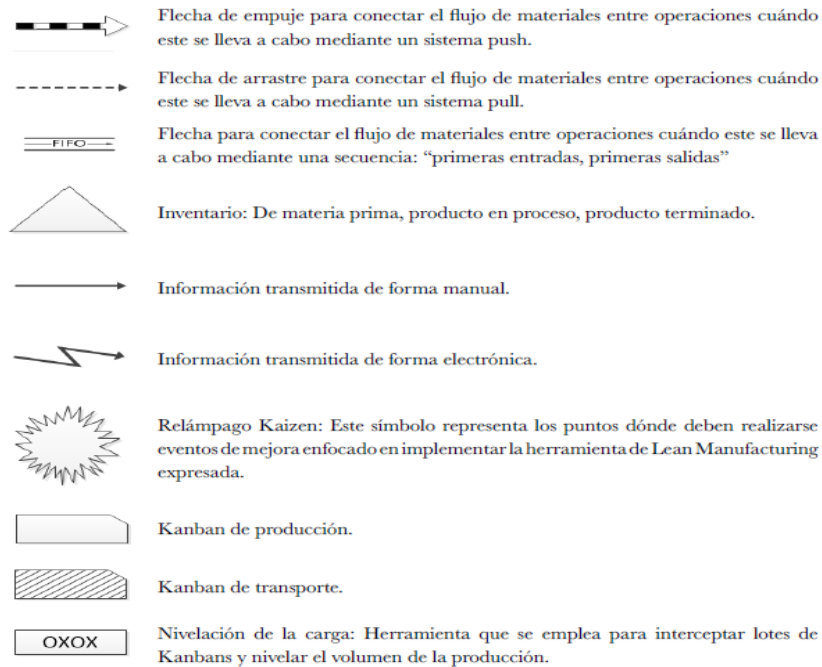 Flecha de empuje para conectar el flujo de materiales entre operaciones cuándo
este se lleva a cabo mediante un sistema push.
Flecha de arrastre para conectar el flujo de materiales entre operaciones cuándo
este se lleva a cabo mediante un sistema pull.
FIFO
Flecha para conectar el flujo de materiales entre operaciones cuándo este se lleva
a cabo mediante una secuencia: “primeras entradas, primeras salidas”
Inventario: De materia prima, producto en proceso, producto terminado.
Información transmitida de forma manual.
Información transmitida de forma electrónica.
Relámpago Kaizen: Este símbolo representa los puntos dónde deben realizarse
eventos de mejora enfocado en implementar la herramienta de Lean Manufacturing
expresada.
Kanban de producción.
Kanban de transporte.
OXOX
Nivelación de la carga: Herramienta que se emplea para interceptar lotes de
Kanbans y nivelar el volumen de la producción.